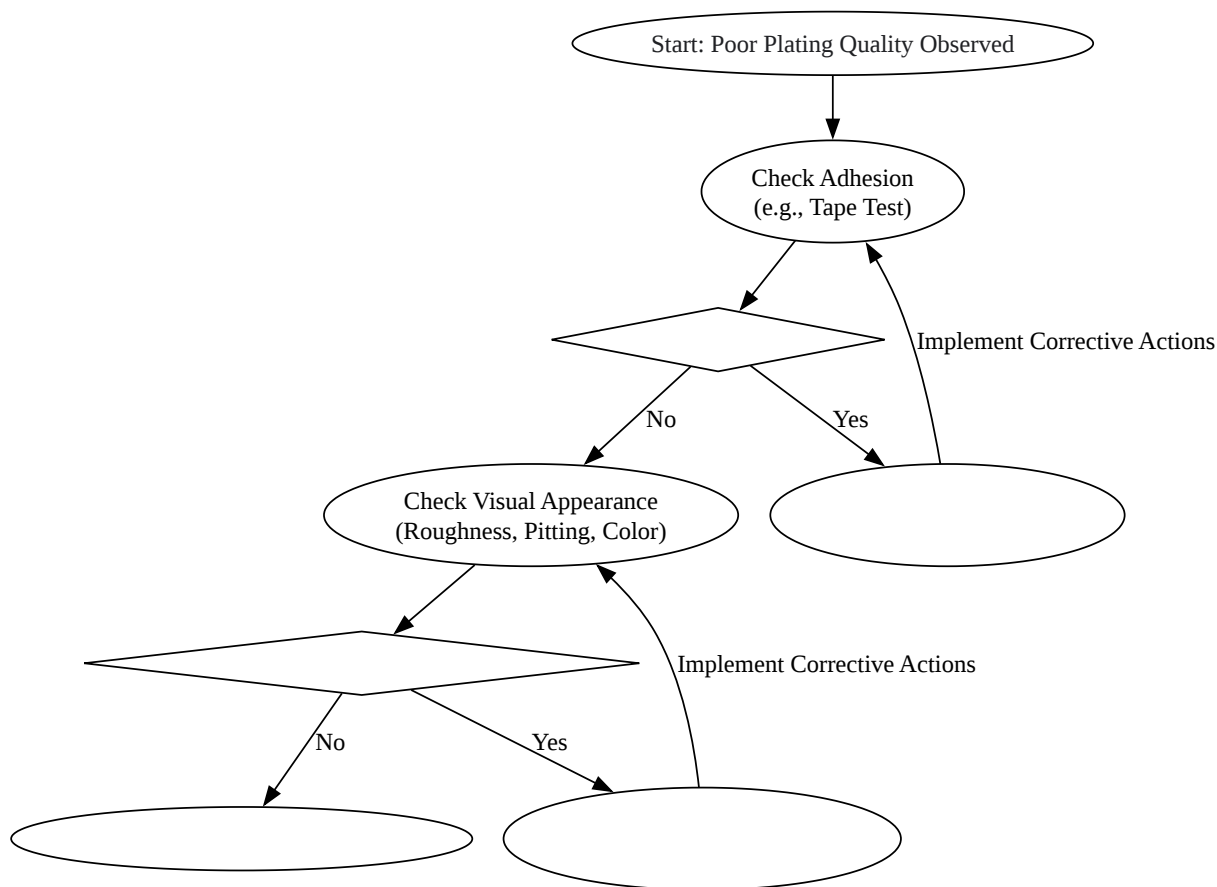 Start: Poor Plating Quality Observed
Check Adhesion
(e.g., Tape Test)
Implement Corrective Actions
No
Yes
Check Visual Appearance
(Roughness, Pitting, Color)
Implement Corrective Actions
No
Yes